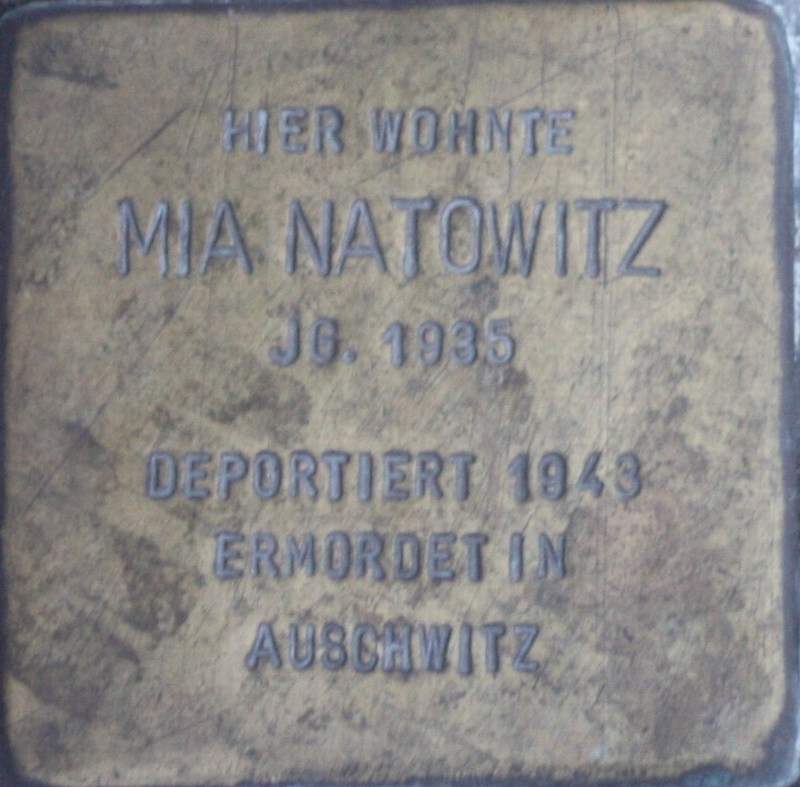 HIER WOHNTE
MIA NATOWITZ
JG. 1935
DEPORTIERT 1943
ERMORDET IN
AUSCHWITZ